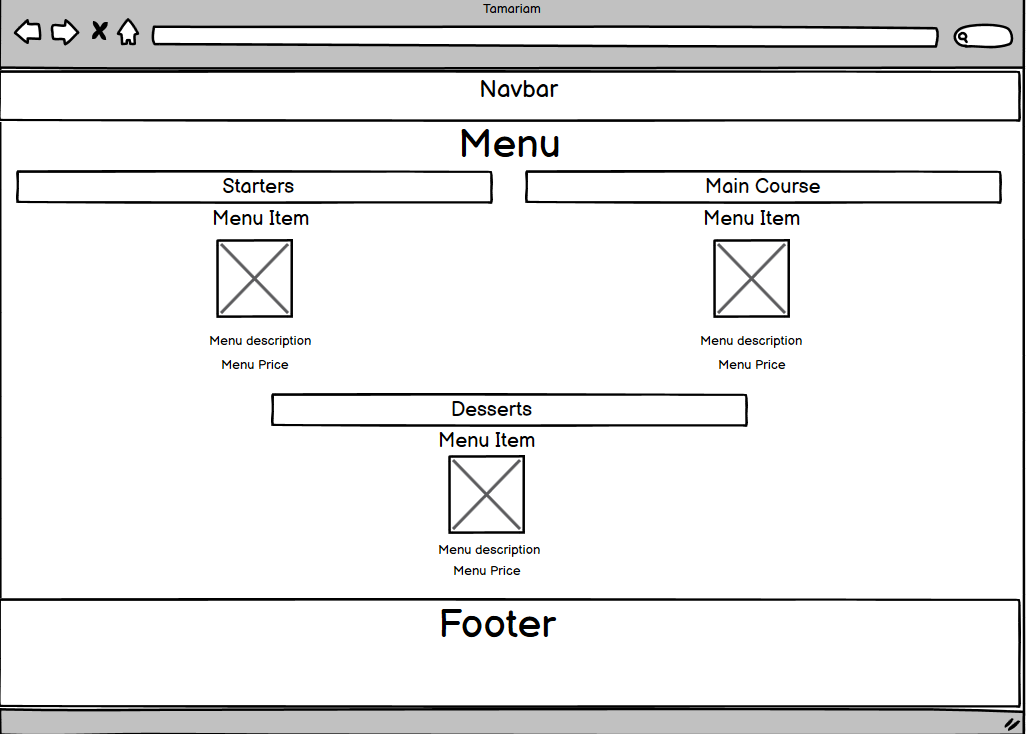 Tamariam
Navbar
Menu
Starters
Main Course
Menu Item
Menu Item
Menu description
Menu description
Menu Price
Menu Price
Desserts
Menu Item
Menu description
Menu Price
Footer